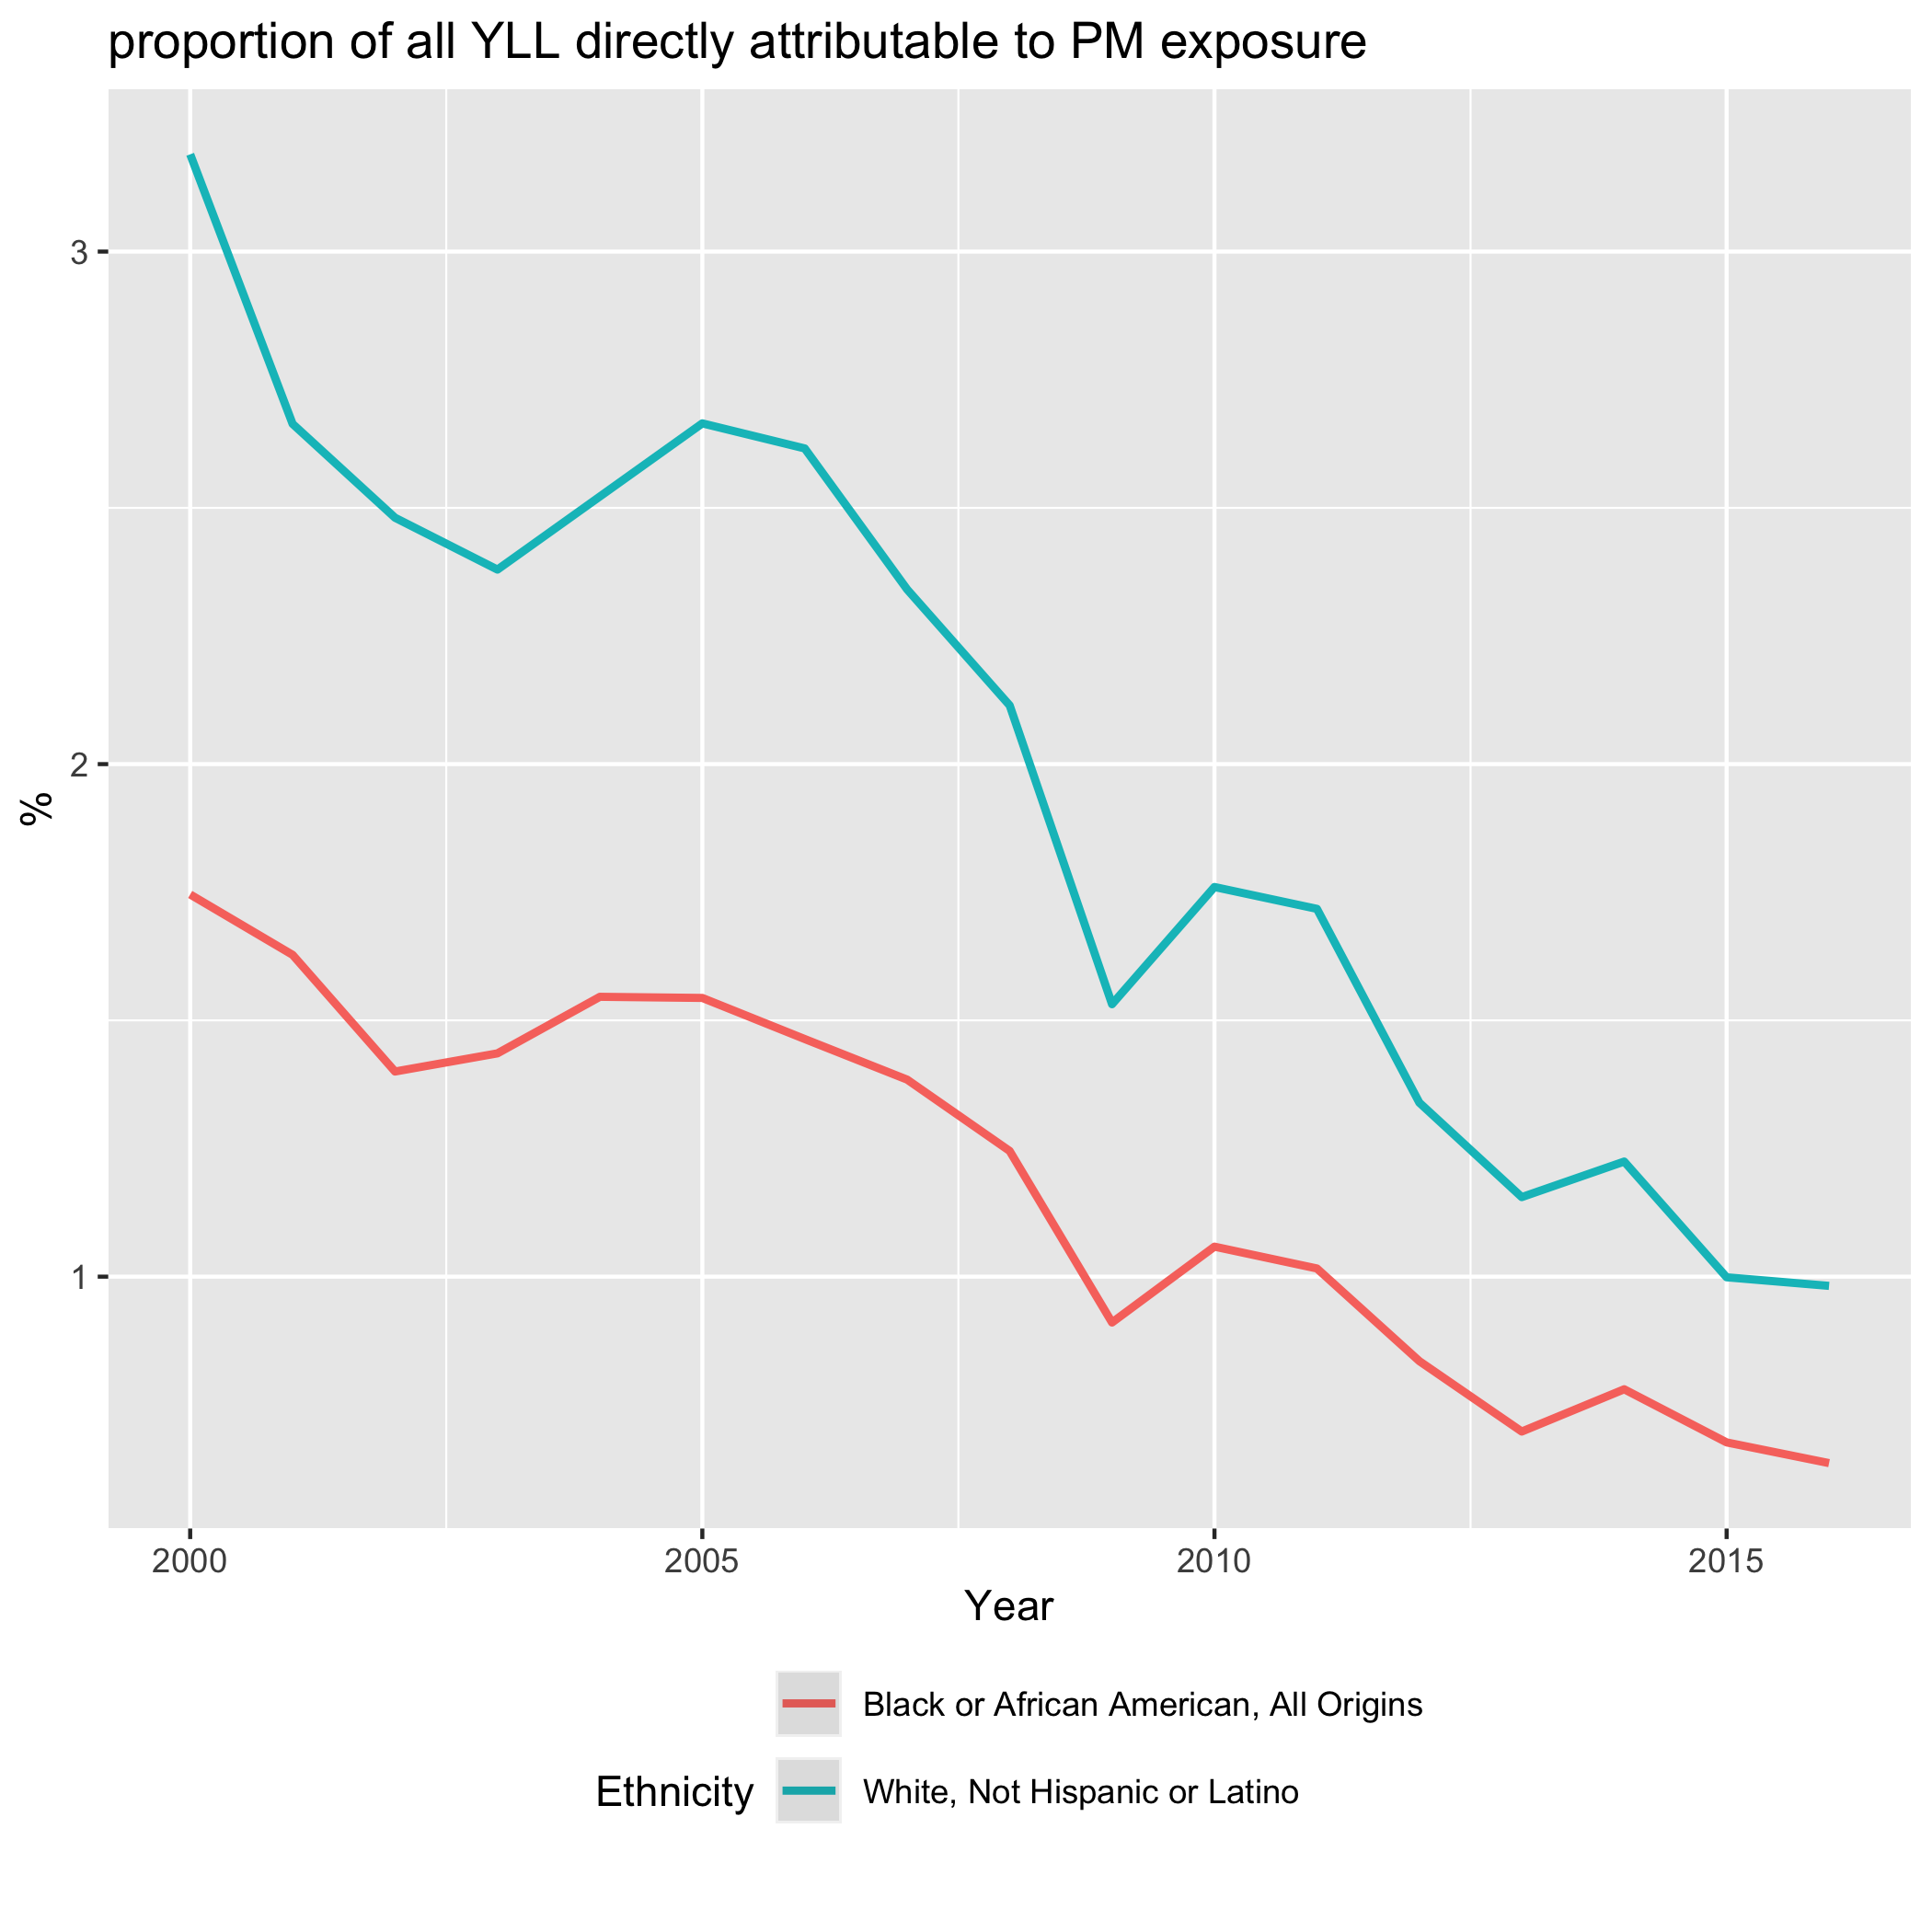 proportion of all YLL directly attributable to PM exposure
3
2
1
%
2000 2005 2010 2015
Year
Black or African American, All Origins
Ethnicity
White, Not Hispanic or Latino